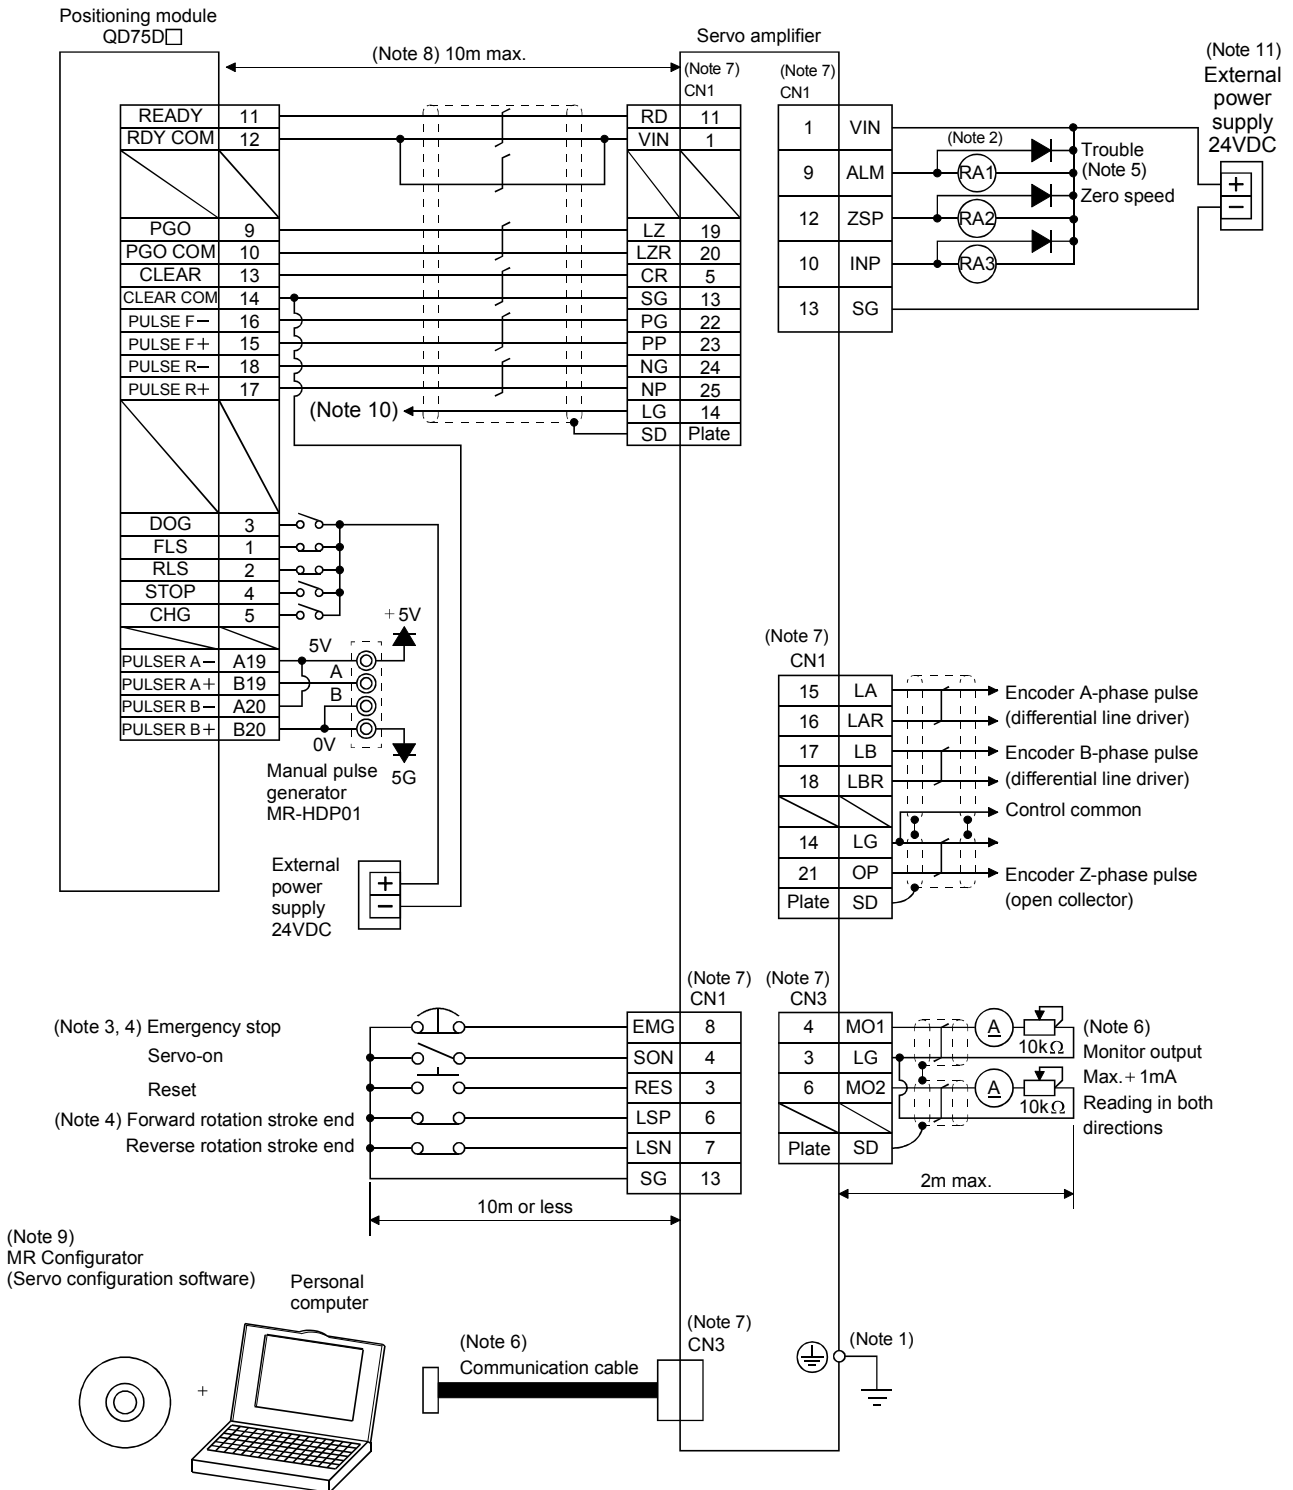 Positioning module
QD75D□
(Note 8) 10m max.
Servo amplifier
(Note 7)
CN1
READY 11
RDY COM 12
PGO 9
PGO COM 10
CLEAR 13
CLEAR COM 14
PULSE F− 16
PULSE F+ 15
PULSE R− 18
PULSE R+ 17
RD 11
VIN 1
LZ 19
LZR 20
CR 5
SG 13
PG 22
PP 23
NG 24
NP 25
LG 14
SD Plate
(Note 10)
DOG 3
FLS 1
RLS 2
STOP 4
CHG 5
PULSER A− A19
PULSER A+ B19
PULSER B− A20
PULSER B+ B20
+5V
5V
A
B
0V
5G
Manual pulse
generator
MR-HDP01
External
power
supply
24VDC
+
−
(Note 7)
CN1
1 VIN
9 ALM
12 ZSP
10 INP
13 SG
(Note 2)
RA1
RA2
RA3
Trouble
(Note 5)
Zero speed
(Note 11)
External
power
supply
24VDC
+
−
(Note 7)
CN1
15 LA
16 LAR
17 LB
18 LBR
14 LG
21 OP
Plate SD
Encoder A-phase pulse
(differential line driver)
Encoder B-phase pulse
(differential line driver)
Control common
Encoder Z-phase pulse
(open collector)
(Note 7)
CN1
(Note 3, 4) Emergency stop
Servo-on
Reset
(Note 4) Forward rotation stroke end
Reverse rotation stroke end
EMG 8
SON 4
RES 3
LSP 6
LSN 7
SG 13
10m or less
(Note 7)
CN3
4 MO1
3 LG
6 MO2
Plate SD
A
10kΩ
A
10kΩ
(Note 6)
Monitor output
Max.+1mA
Reading in both
directions
2m max.
(Note 9)
MR Configurator
(Servo configuration software)
Personal
computer
+
(Note 6)
Communication cable
(Note 7)
CN3
(Note 1)